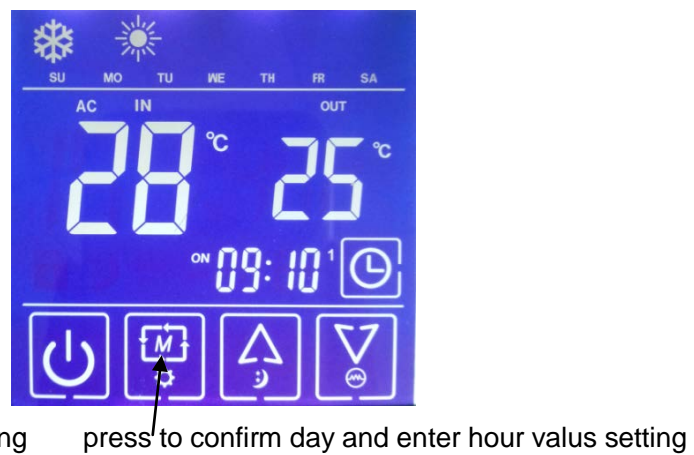 SU MO TU WE TH FR SA
AC IN OUT
28 °C 25 °C
ON 09:10 1
M
ng press to confirm day and enter hour valus setting